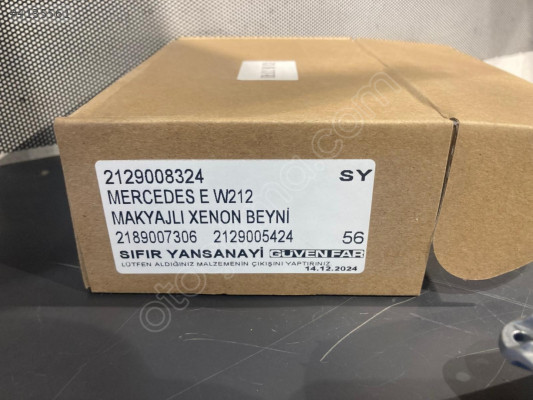 2129008324 SY
MERCEDES E W212
MAKYAJLI XENON BEYNİ
2189007306 2129005424 56
SIFIR YANSANAYİ GÜVEN FAR
LÜTFEN ALDIĞINIZ MALZEMENİN ÇIKIŞINI YAPTIRINIZ
14.12.2024